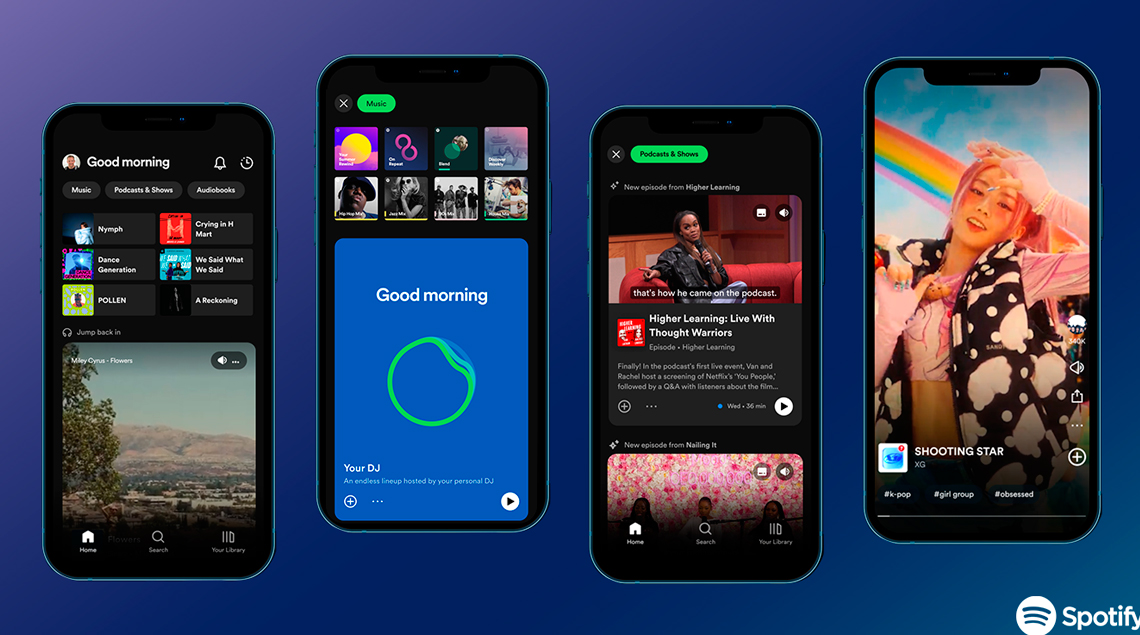 Good morning
Music
Podcasts & Shows
Audiobooks
Nymph
Crying in H
Mart
Dance
Generation
We Said What
We Said
POLLEN
A Reckoning
Jump back in
Miley Cyrus • Flowers
Flowers
Home
Search
Your Library
Music
Your
Summer
Rewind
On
Repeat
Blend
Discover
Weekly
Hip Hop Mix
Jazz Mix
Good morning
Your DJ
An endless lineup hosted by your personal DJ
Podcasts & Shows
New episode from Higher Learning
that's how he came on the podcast.
HIGHER
LEARNING
Higher Learning: Live With
Thought Warriors
Episode • Higher Learning
Finally! In the podcast's first live event, Van and
Rachel host a screening of Netflix's 'You People,'
followed by a Q&A with listeners about the film...
Wed • 36 min
New episode from Nailing It
Home
Search
Your Library
340K
SHOOTING STAR
XG
#k-pop
#girl group
#obsessed
Spotify